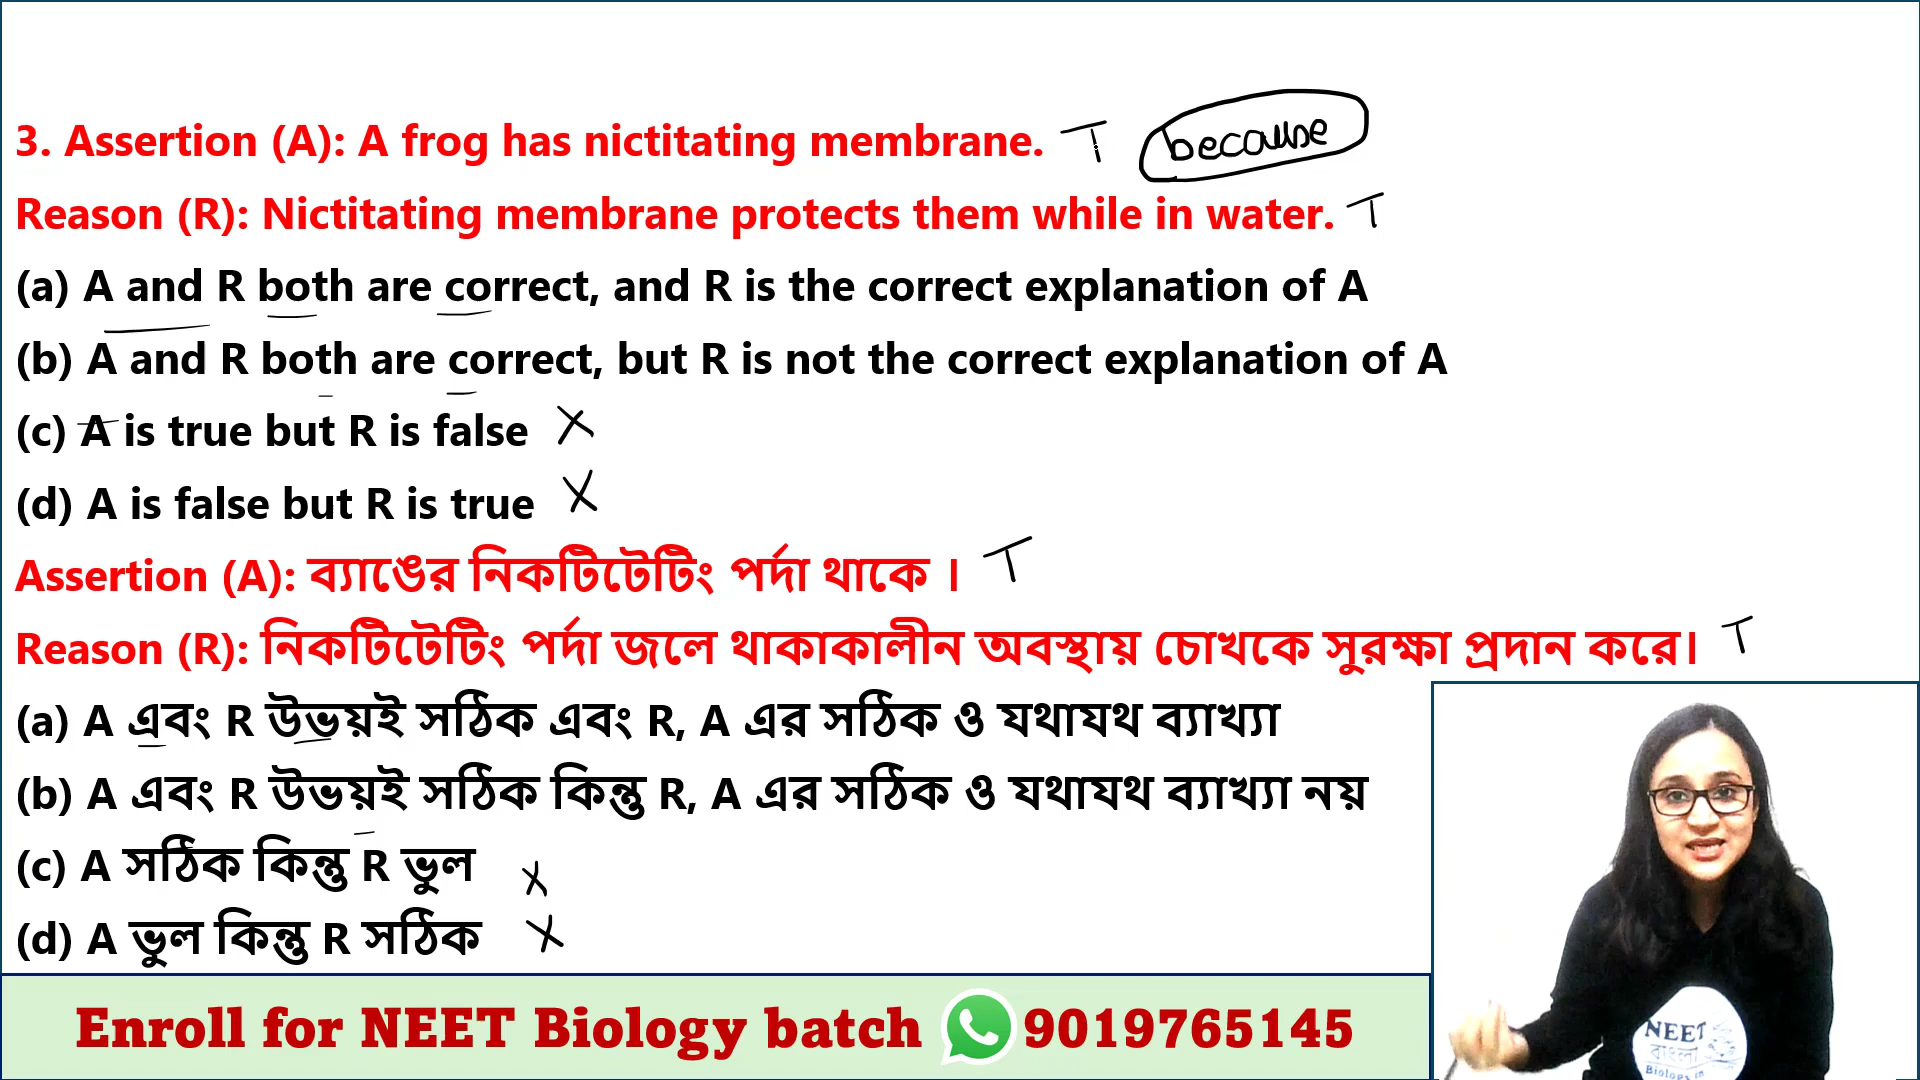 3. Assertion (A): A frog has nictitating membrane. T because
Reason (R): Nictitating membrane protects them while in water. T
(a) A and R both are correct, and R is the correct explanation of A
(b) A and R both are correct, but R is not the correct explanation of A
(c) A is true but R is false X
(d) A is false but R is true X
Assertion (A): ব্যাঙের নিকটিটেটিং পর্দা থাকে । T
Reason (R): নিকটিটেটিং পর্দা জলে থাকাকালীন অবস্থায় চোখকে সুরক্ষা প্রদান করে। T
(a) A এবং R উভয়ই সঠিক এবং R, A এর সঠিক ও যথাযথ ব্যাখ্যা
(b) A এবং R উভয়ই সঠিক কিন্তু R, A এর সঠিক ও যথাযথ ব্যাখ্যা নয়
(c) A সঠিক কিন্তু R ভুল X
(d) A ভুল কিন্তু R সঠিক X
Enroll for NEET Biology batch 9019765145
NEET
বাংলা
Biology in